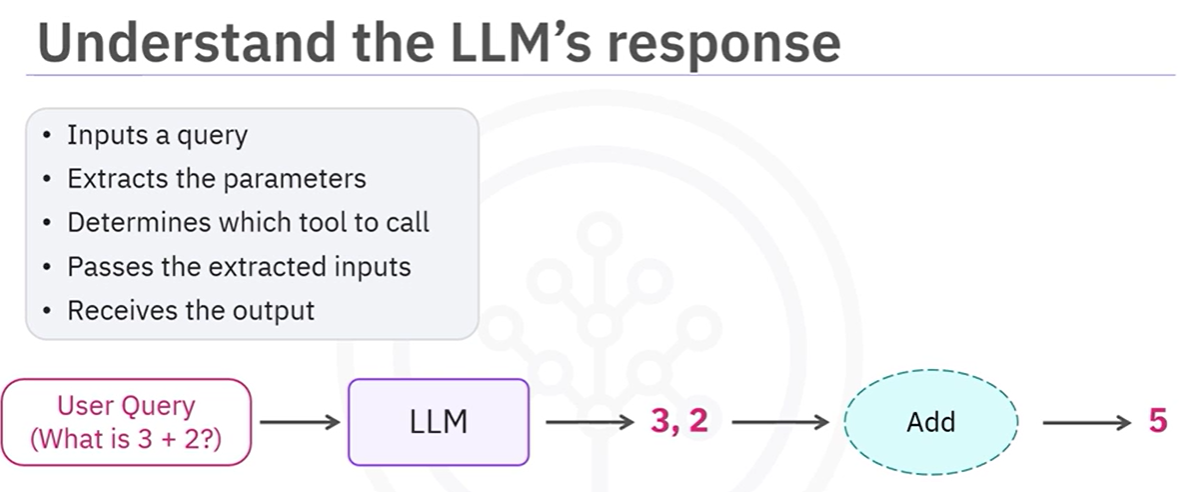 Understand the LLM’s response
• Inputs a query
• Extracts the parameters
• Determines which tool to call
• Passes the extracted inputs
• Receives the output
User Query
(What is 3 + 2?)
LLM
3, 2
Add
5